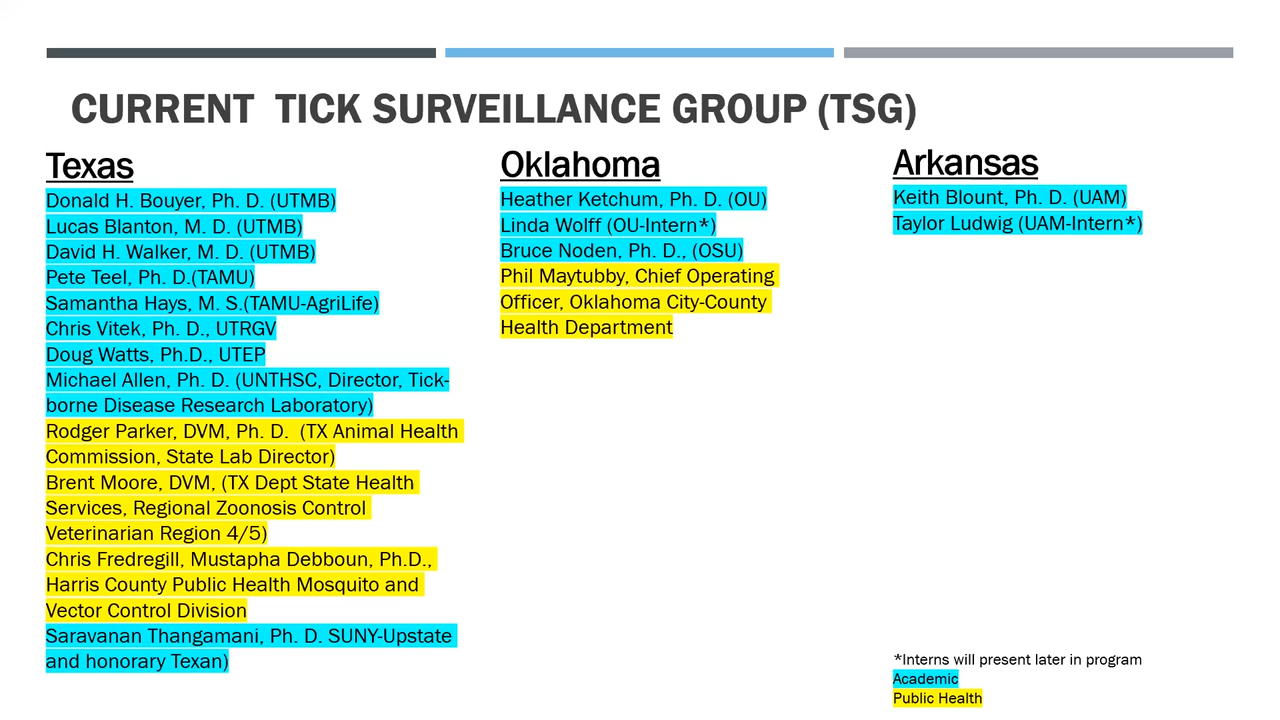 CURRENT TICK SURVEILLANCE GROUP (TSG)
Texas
Donald H. Bouyer, Ph. D. (UTMB)
Lucas Blanton, M. D. (UTMB)
David H. Walker, M. D. (UTMB)
Pete Teel, Ph. D.(TAMU)
Samantha Hays, M. S.(TAMU-AgriLife)
Chris Vitek, Ph. D., UTRGV
Doug Watts, Ph.D., UTEP
Michael Allen, Ph. D. (UNTHSC, Director, Tick-
borne Disease Research Laboratory)
Rodger Parker, DVM, Ph. D. (TX Animal Health
Commission, State Lab Director)
Brent Moore, DVM, (TX Dept State Health
Services, Regional Zoonosis Control
Veterinarian Region 4/5)
Chris Fredregill, Mustapha Debboun, Ph.D.,
Harris County Public Health Mosquito and
Vector Control Division
Saravanan Thangamani, Ph. D. SUNY-Upstate
and honorary Texan)
Oklahoma
Heather Ketchum, Ph. D. (OU)
Linda Wolff (OU-Intern*)
Bruce Noden, Ph. D., (OSU)
Phil Maytubby, Chief Operating
Officer, Oklahoma City-County
Health Department
Arkansas
Keith Blount, Ph. D. (UAM)
Taylor Ludwig (UAM-Intern*)
*Interns will present later in program
Academic
Public Health